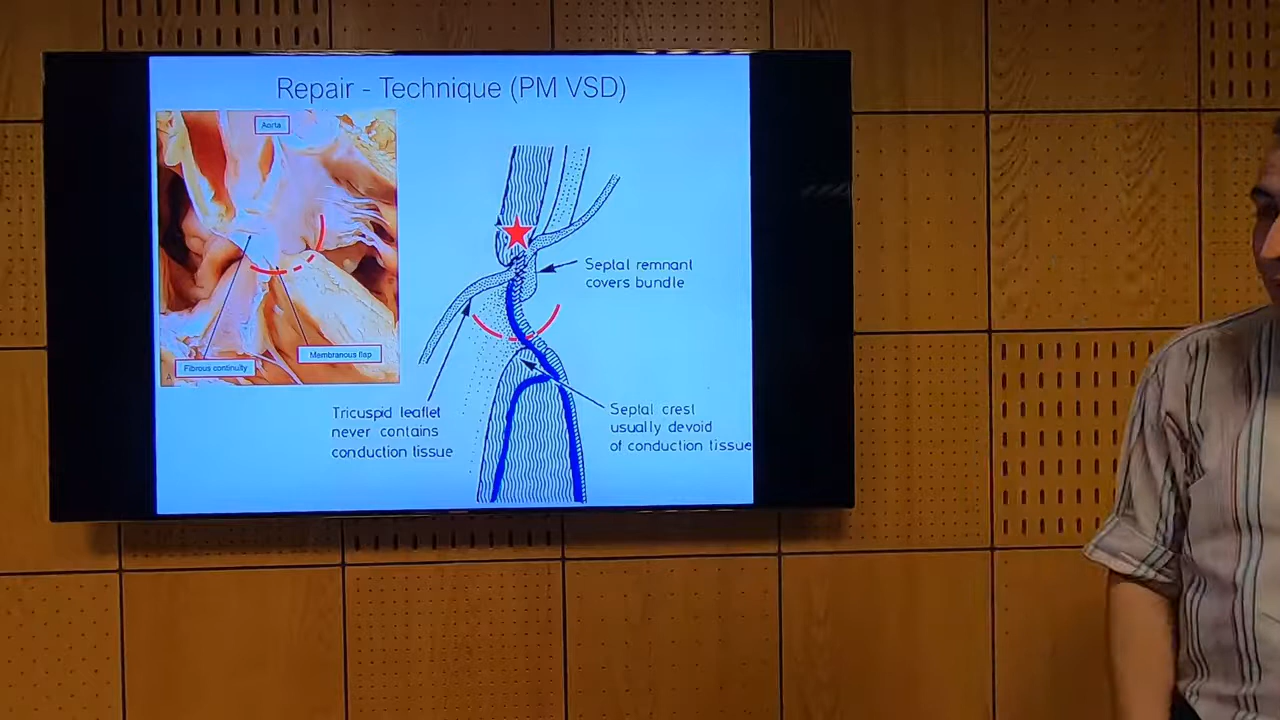 Repair - Technique (PM VSD)
Aorta
Septal remnant
covers bundle
Membranous flap
Fibrous continuity
A
Tricuspid leaflet
never contains
conduction tissue
Septal crest
usually devoid
of conduction tissue